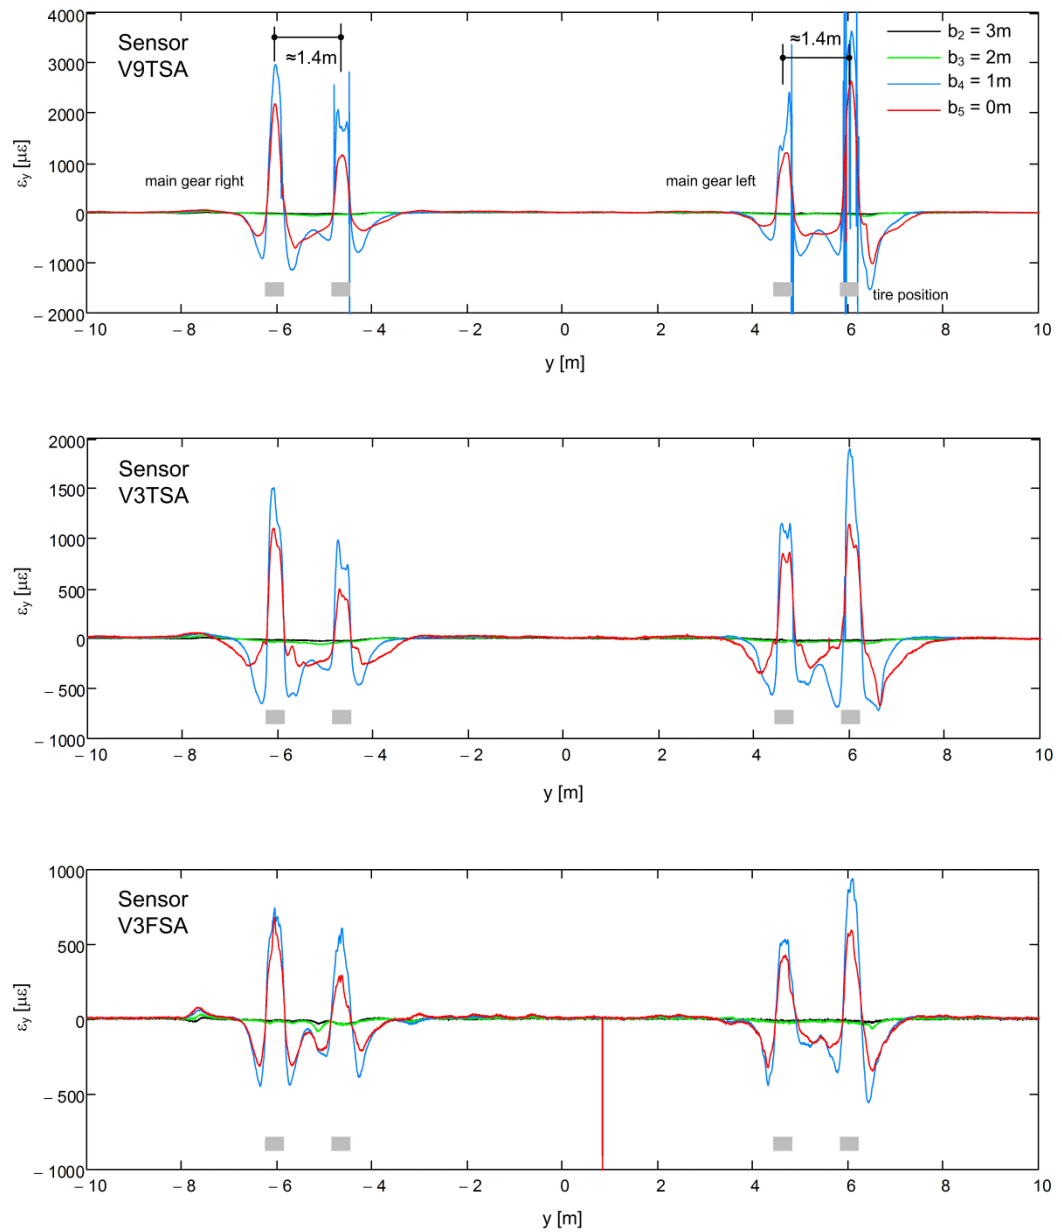 Sensor
V9TSA
≈1.4m
≈1.4m
b₂ = 3m
b₃ = 2m
b₄ = 1m
b₅ = 0m
main gear right
main gear left
tire position
εy [με]
4000
3000
2000
1000
0
– 1000
– 2000
– 10 – 8 – 6 – 4 – 2 0 2 4 6 8 10
y [m]
Sensor
V3TSA
εy [με]
2000
1500
1000
500
0
– 500
– 1000
– 10 – 8 – 6 – 4 – 2 0 2 4 6 8 10
y [m]
Sensor
V3FSA
εy [με]
1000
500
0
– 500
– 1000
– 10 – 8 – 6 – 4 – 2 0 2 4 6 8 10
y [m]